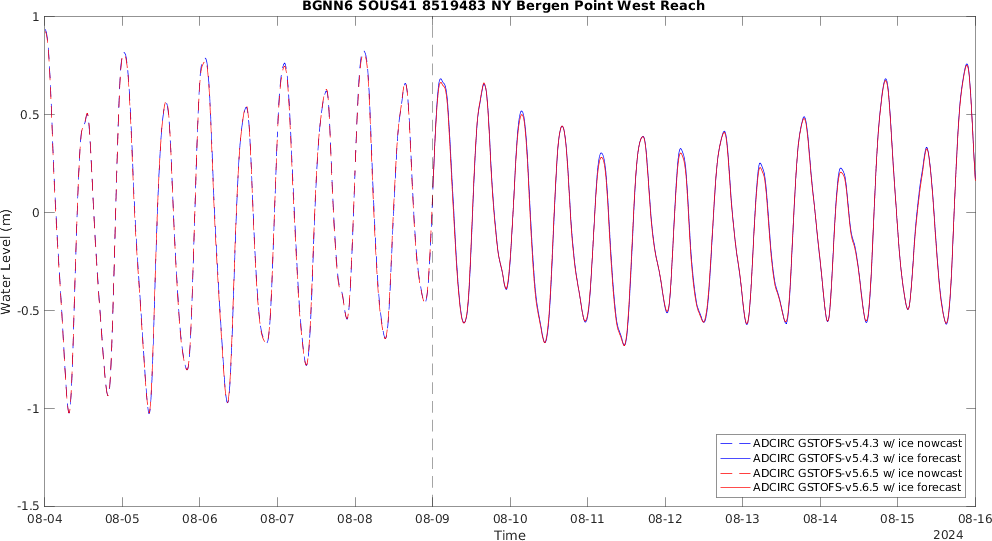 BGNN6 SOUS41 8519483 NY Bergen Point West Reach
1
0.5
0
-0.5
-1
-1.5
Water Level (m)
08-04 08-05 08-06 08-07 08-08 08-09 08-10 08-11 08-12 08-13 08-14 08-15 08-16
Time
2024
ADCIRC GSTOFS-v5.4.3 w/ ice nowcast
ADCIRC GSTOFS-v5.4.3 w/ ice forecast
ADCIRC GSTOFS-v5.6.5 w/ ice nowcast
ADCIRC GSTOFS-v5.6.5 w/ ice forecast